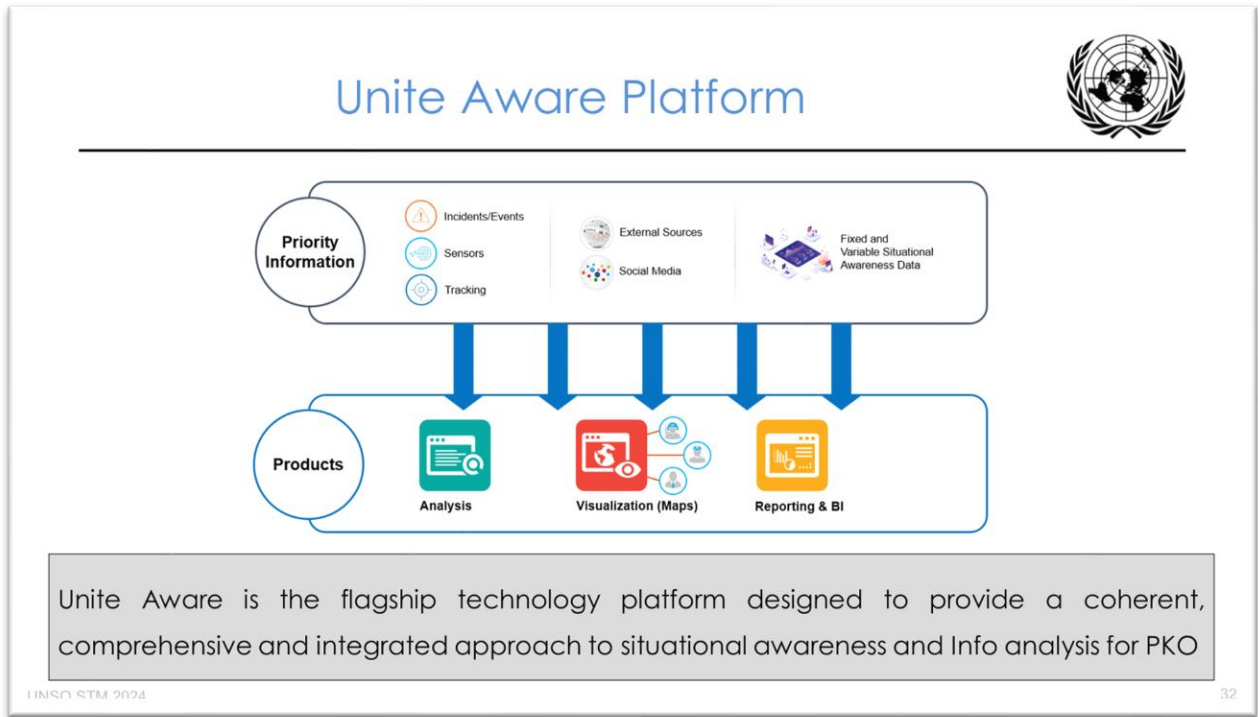 Unite Aware Platform
Priority
Information
Incidents/Events
Sensors
Tracking
External Sources
Social Media
Fixed and
Variable Situational
Awareness Data
Products
Analysis
Visualization (Maps)
Reporting & BI
Unite Aware is the flagship technology platform designed to provide a coherent,
comprehensive and integrated approach to situational awareness and Info analysis for PKO
UNSO STM 2024
32